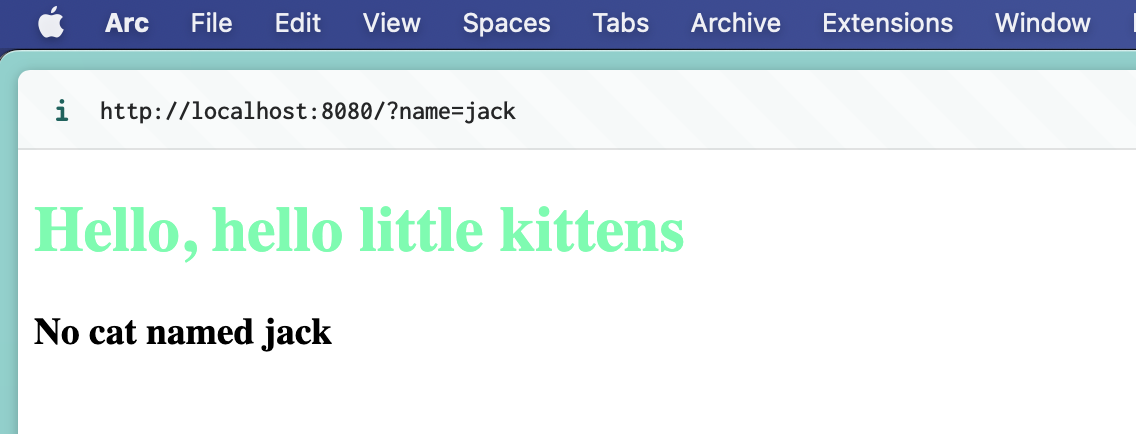 Arc File Edit View Spaces Tabs Archive Extensions Window
i http://localhost:8080/?name=jack
Hello, hello little kittens
No cat named jack